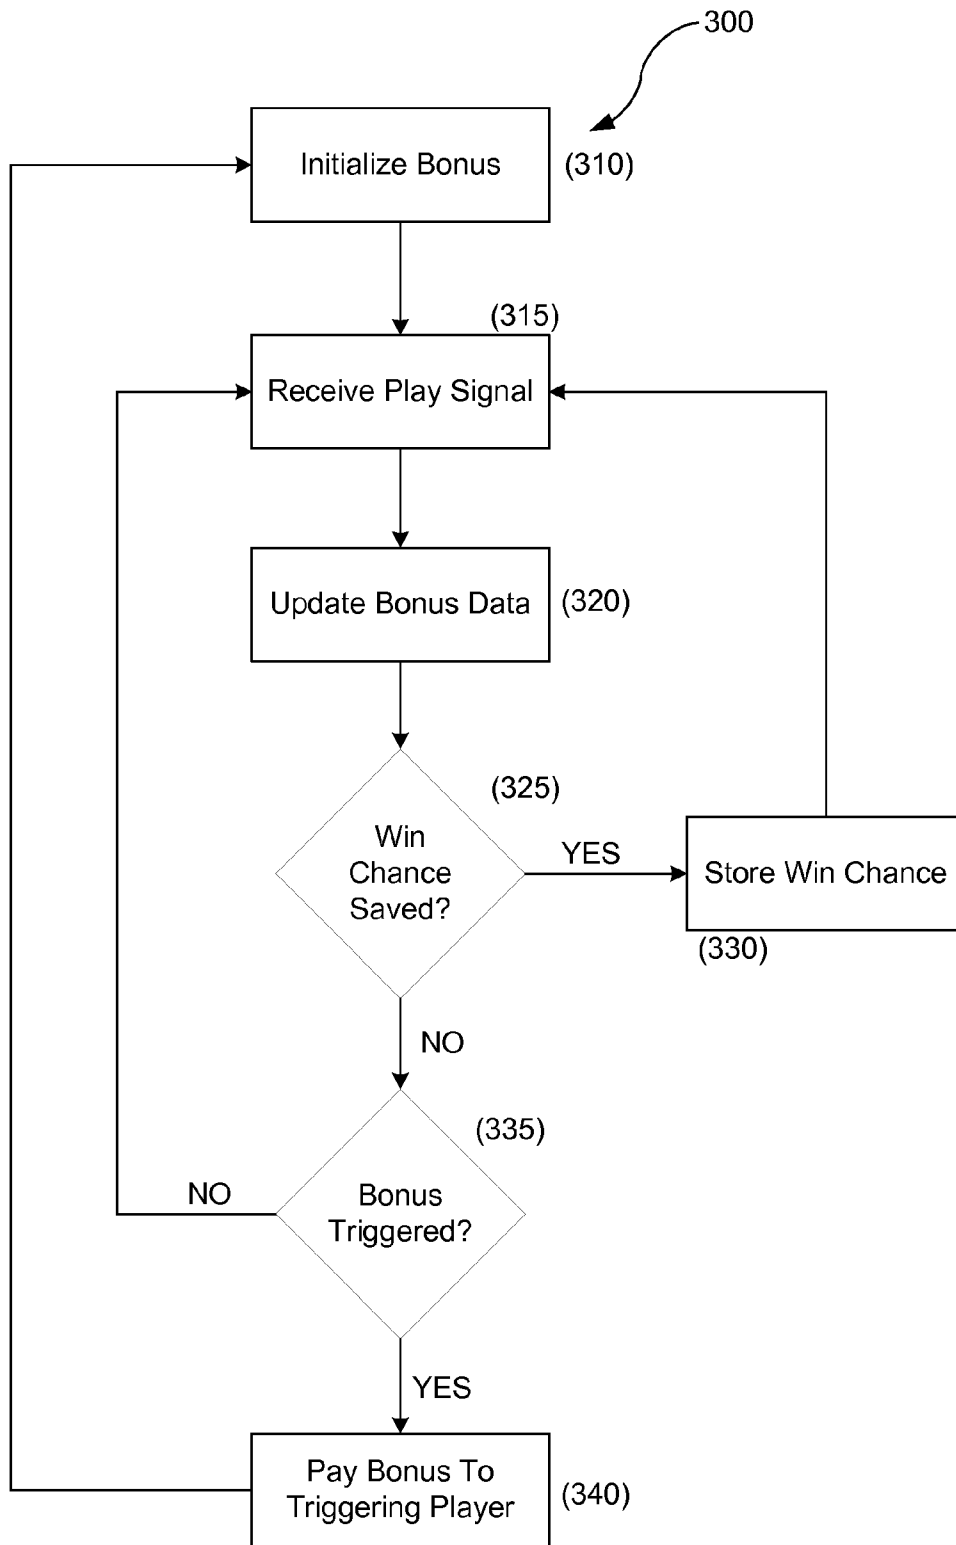 300
Initialize Bonus
(310)
(315)
Receive Play Signal
Update Bonus Data
(320)
(325)
Win
Chance
Saved?
YES
Store Win Chance
(330)
NO
(335)
Bonus
Triggered?
NO
YES
Pay Bonus To
Triggering Player
(340)